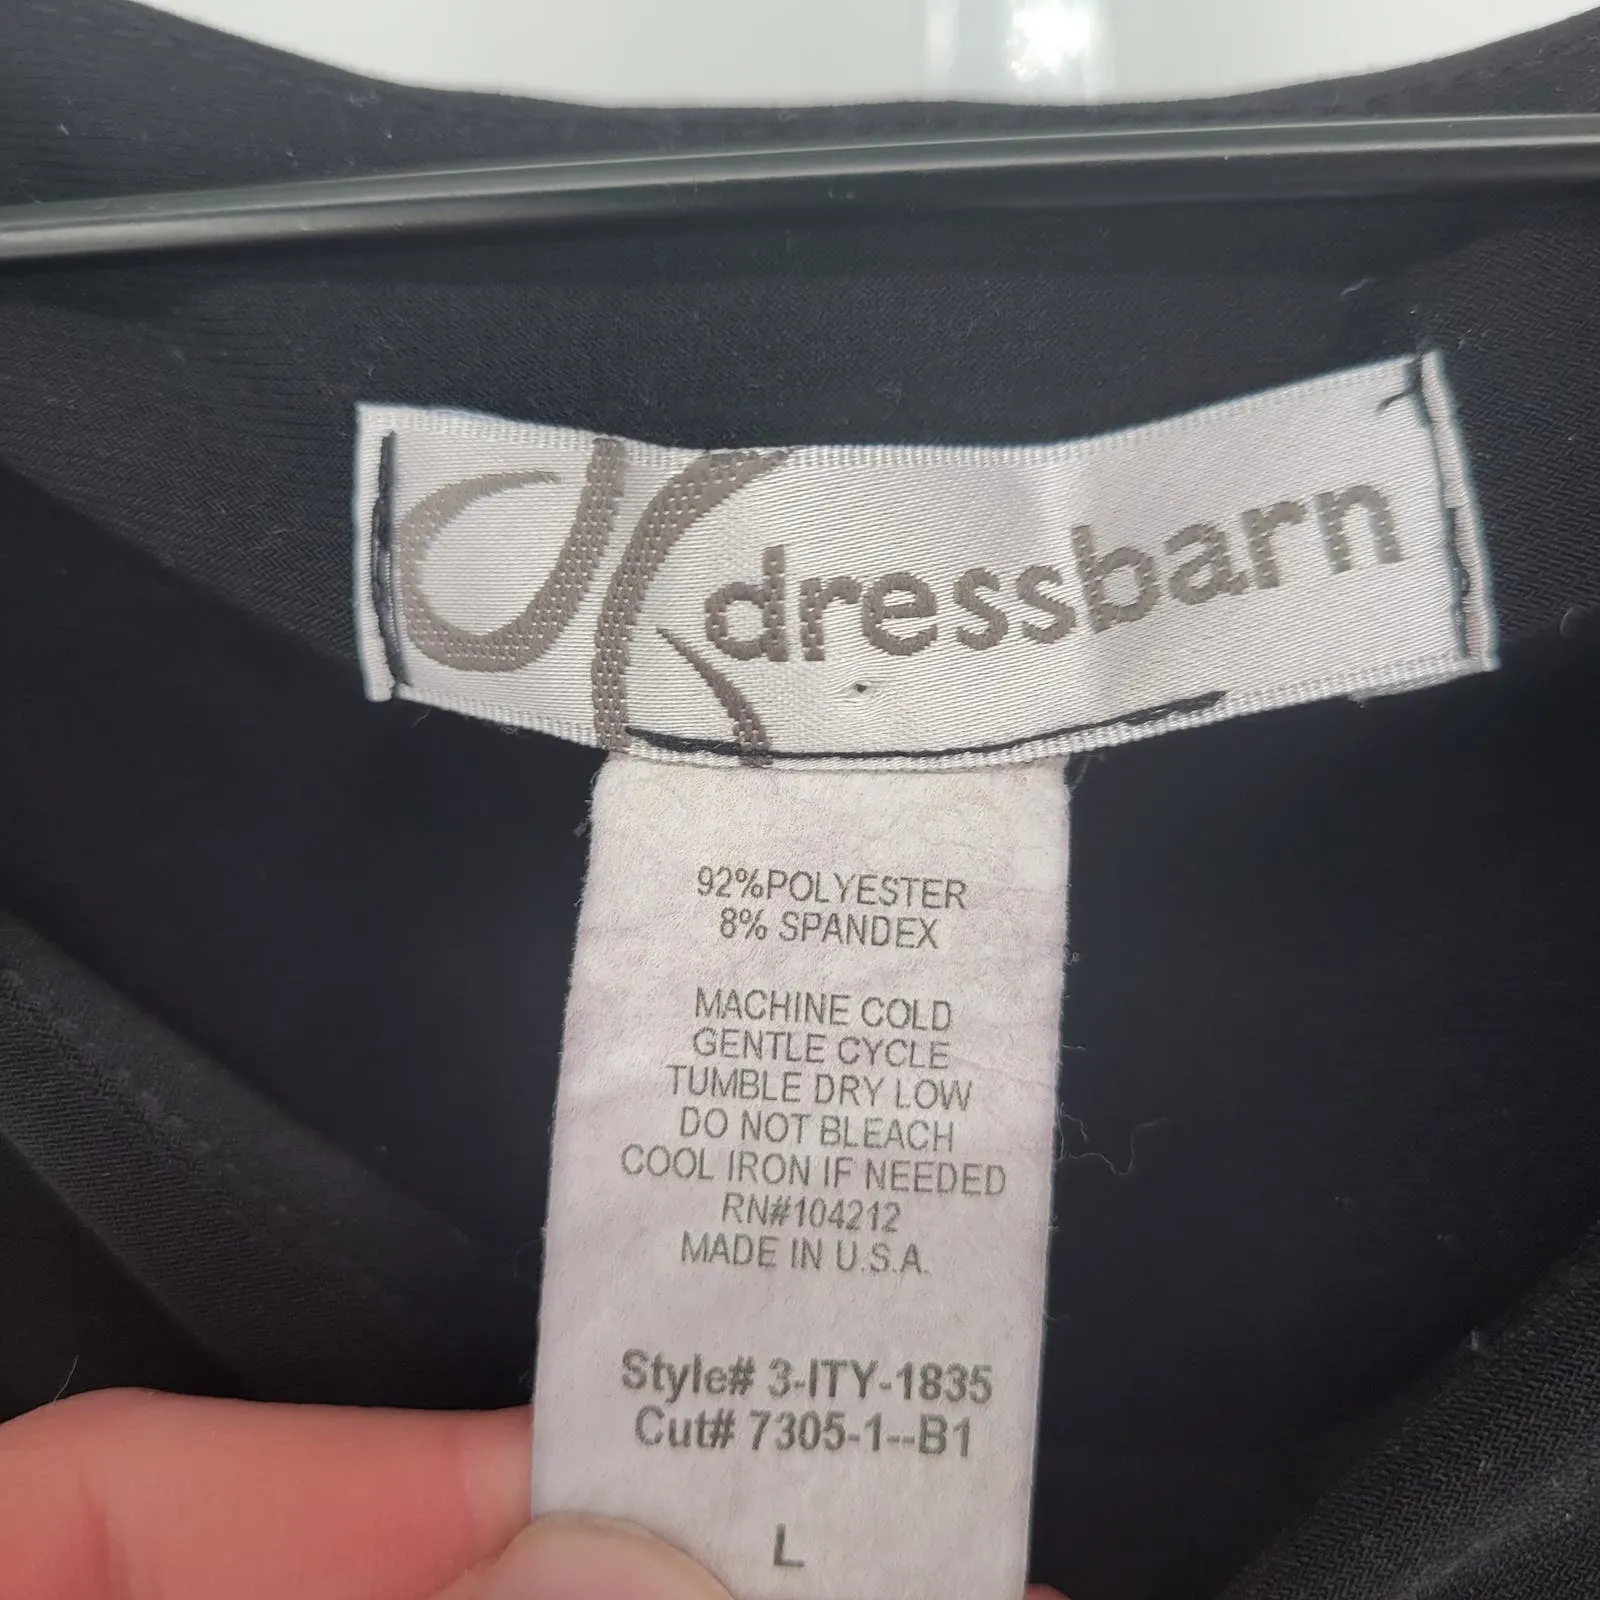 dressbarn
92%POLYESTER
8% SPANDEX
MACHINE COLD
GENTLE CYCLE
TUMBLE DRY LOW
DO NOT BLEACH
COOL IRON IF NEEDED
RN#104212
MADE IN U.S.A.
Style# 3-ITY-1835
Cut# 7305-1--B1
L